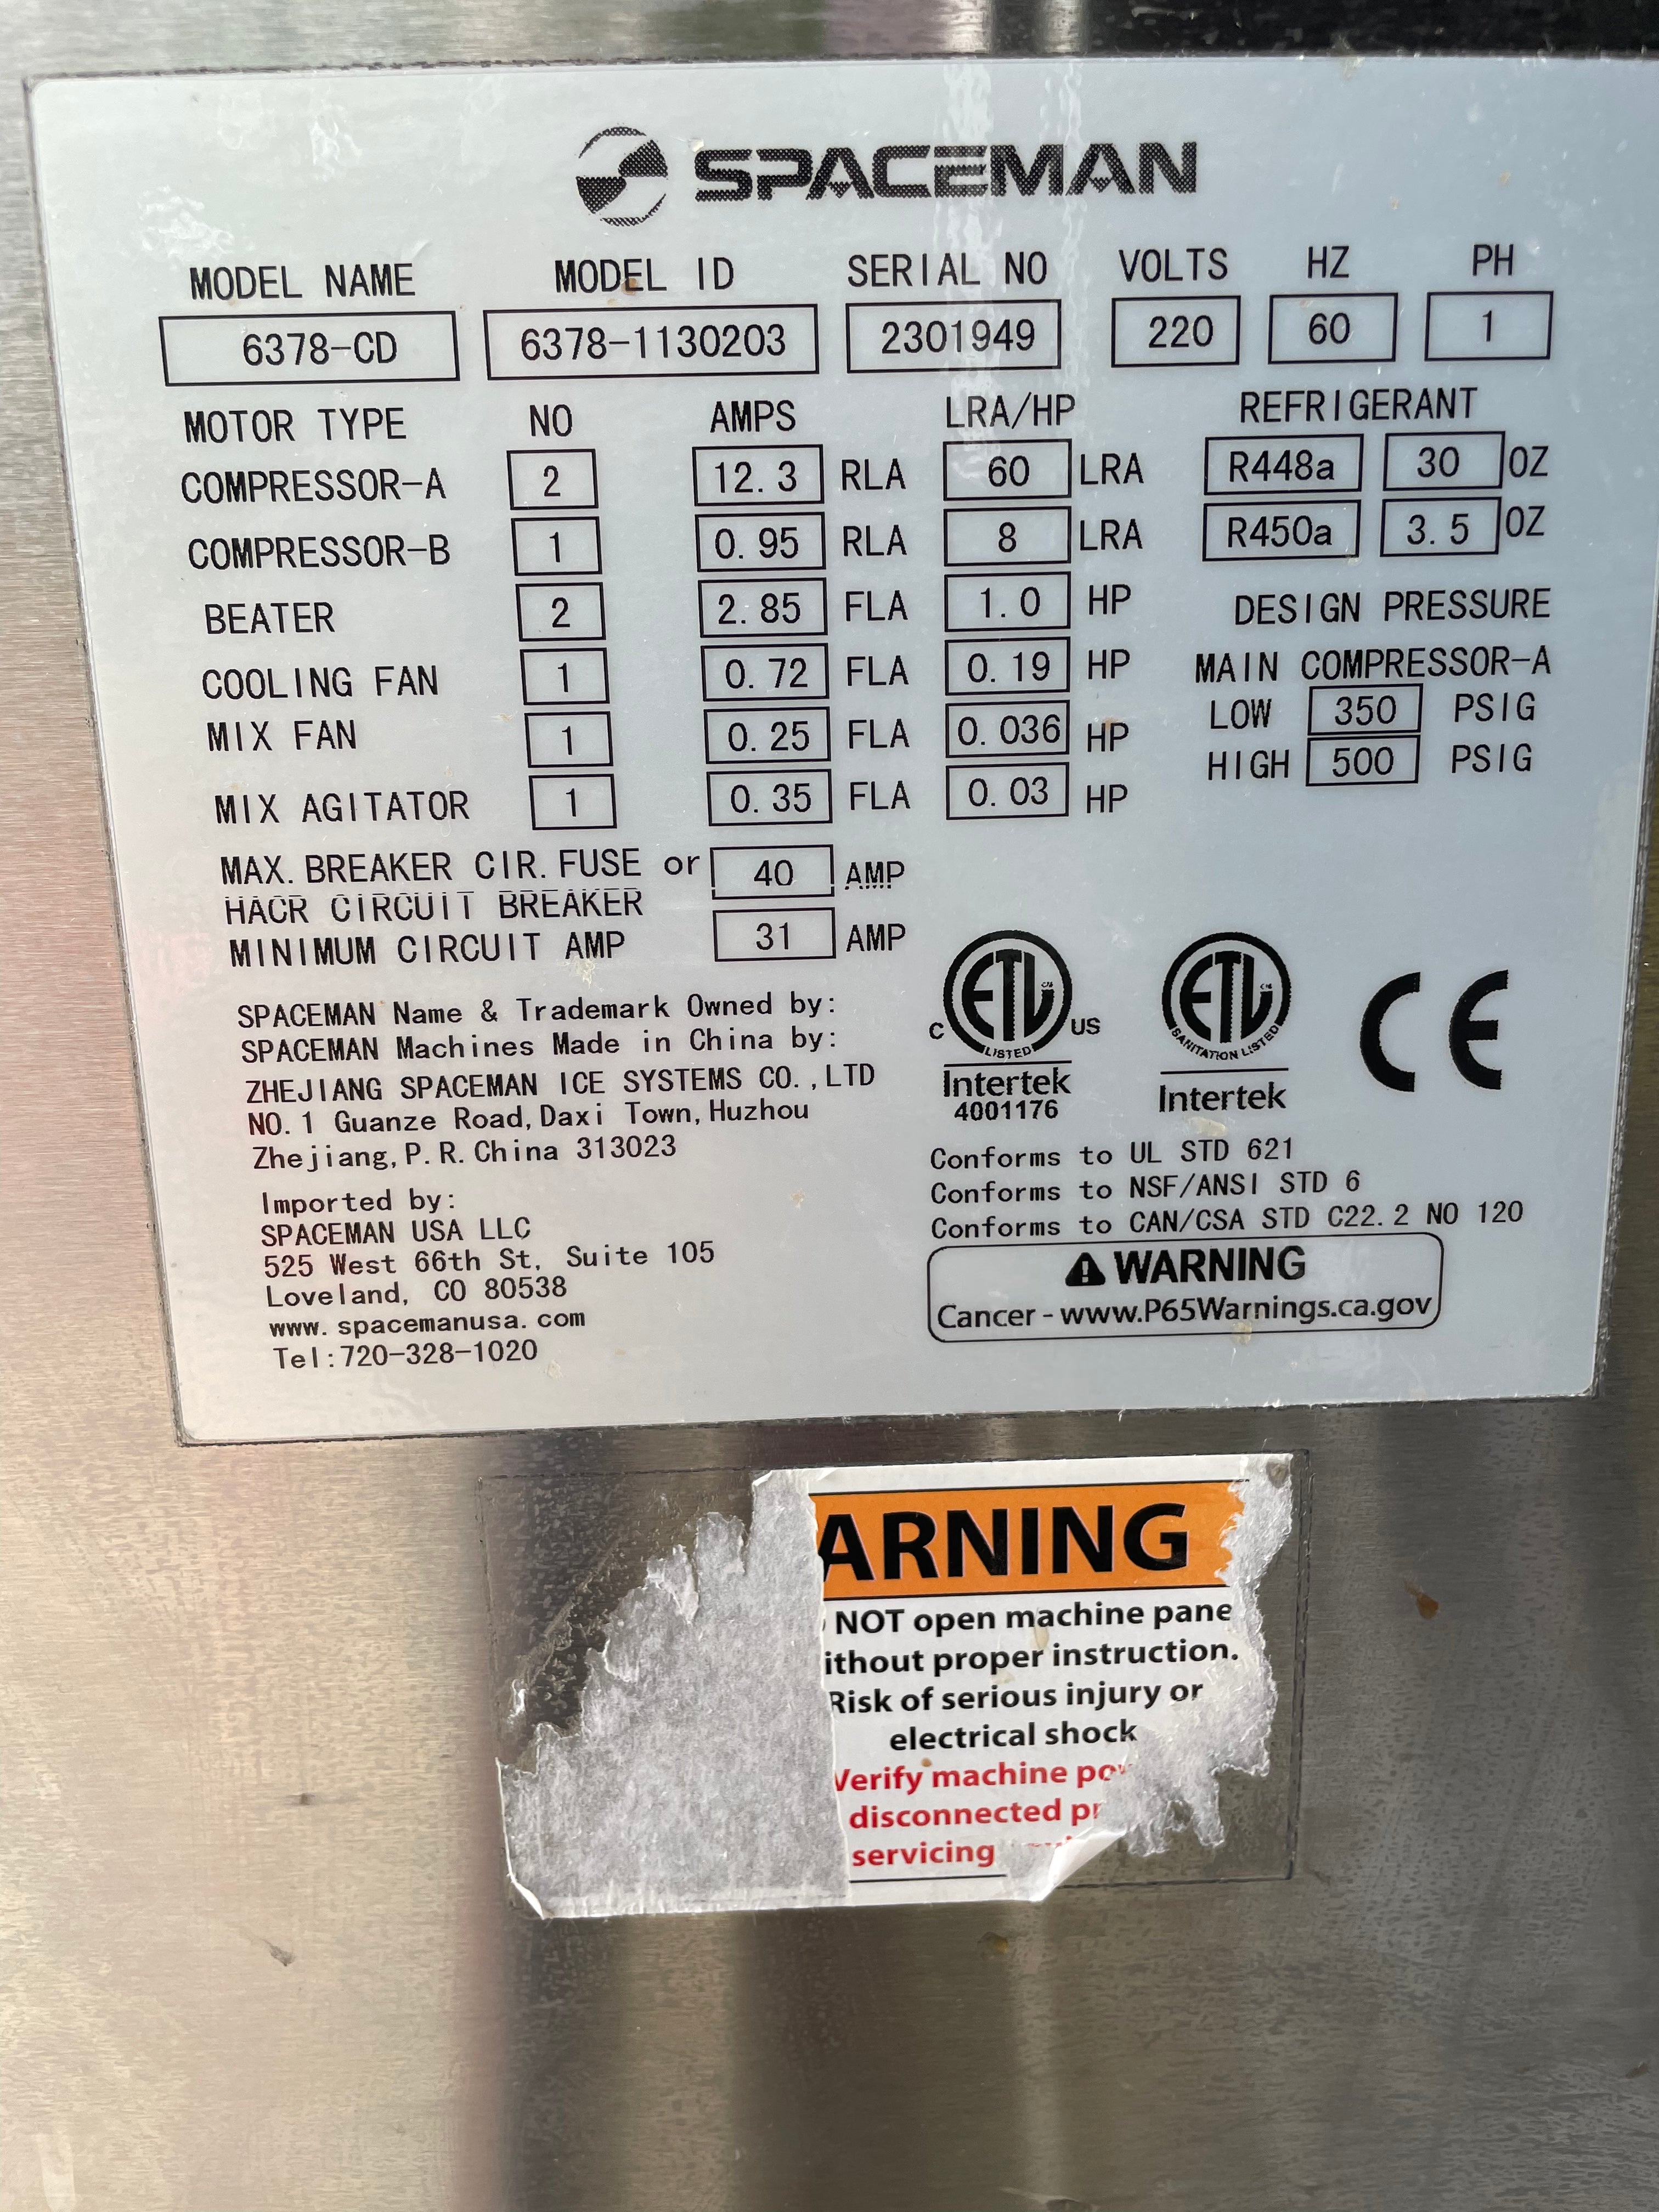 SPACEMAN
MODEL NAME MODEL ID SERIAL NO VOLTS HZ PH
6378-CD 6378-1130203 2301949 220 60 1
MOTOR TYPE NO AMPS LRA/HP REFRIGERANT
COMPRESSOR-A 2 12.3 RLA 60 LRA R448a 30 OZ
COMPRESSOR-B 1 0.95 RLA 8 LRA R450a 3.5 OZ
BEATER 2 2.85 FLA 1.0 HP DESIGN PRESSURE
COOLING FAN 1 0.72 FLA 0.19 HP MAIN COMPRESSOR-A
MIX FAN 1 0.25 FLA 0.036 HP LOW 350 PSIG
HIGH 500 PSIG
MIX AGITATOR 1 0.35 FLA 0.03 HP
MAX. BREAKER CIR. FUSE or 40 AMP
HACR CIRCUIT BREAKER
MINIMUM CIRCUIT AMP 31 AMP
SPACEMAN Name & Trademark Owned by:
SPACEMAN Machines Made in China by:
ZHEJIANG SPACEMAN ICE SYSTEMS CO.,LTD
NO.1 Guanze Road, Daxi Town, Huzhou
Zhejiang, P.R. China 313023
Imported by:
SPACEMAN USA LLC
525 West 66th St, Suite 105
Loveland, CO 80538
www.spacemanusa.com
Tel:720-328-1020
C ETL US
LISTED
Intertek
4001176
ETL
SANITATION LISTED
Intertek
CE
Conforms to UL STD 621
Conforms to NSF/ANSI STD 6
Conforms to CAN/CSA STD C22.2 NO 120
WARNING
Cancer - www.P65Warnings.ca.gov
ARNING
NOT open machine pane
ithout proper instruction.
Risk of serious injury or
electrical shock
Verify machine po
disconnected pr
servicing